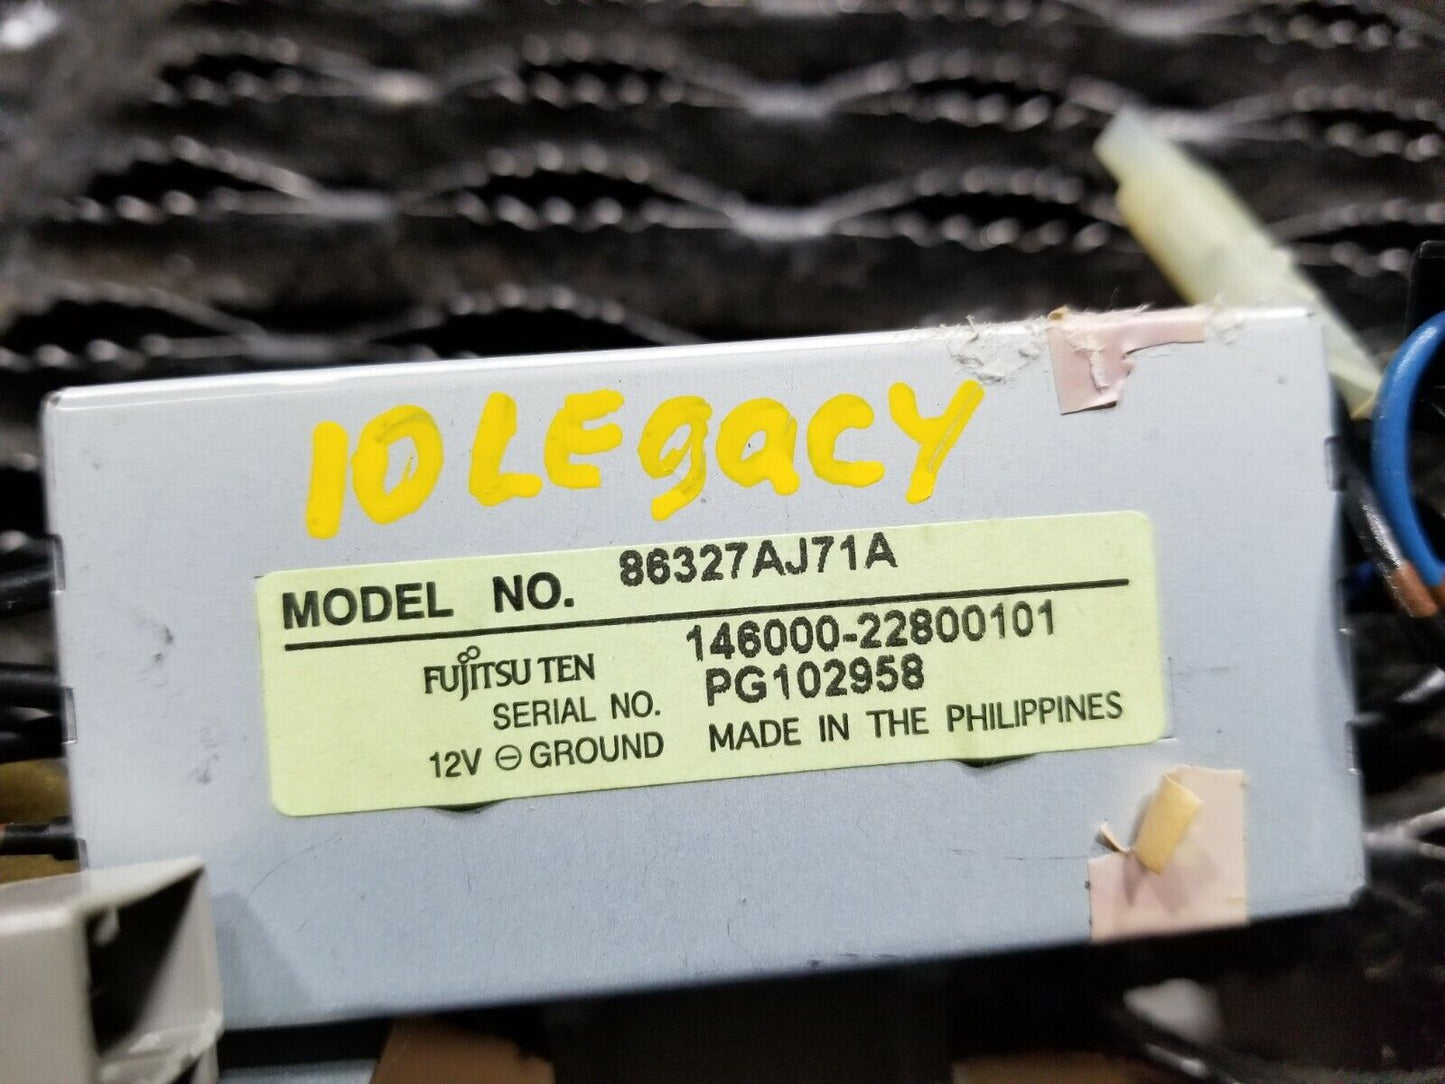 10 LEgacy
MODEL NO. 86327AJ71A
FUJITSU TEN 146000-22800101
SERIAL NO. PG102958
12V ⊖ GROUND MADE IN THE PHILIPPINES